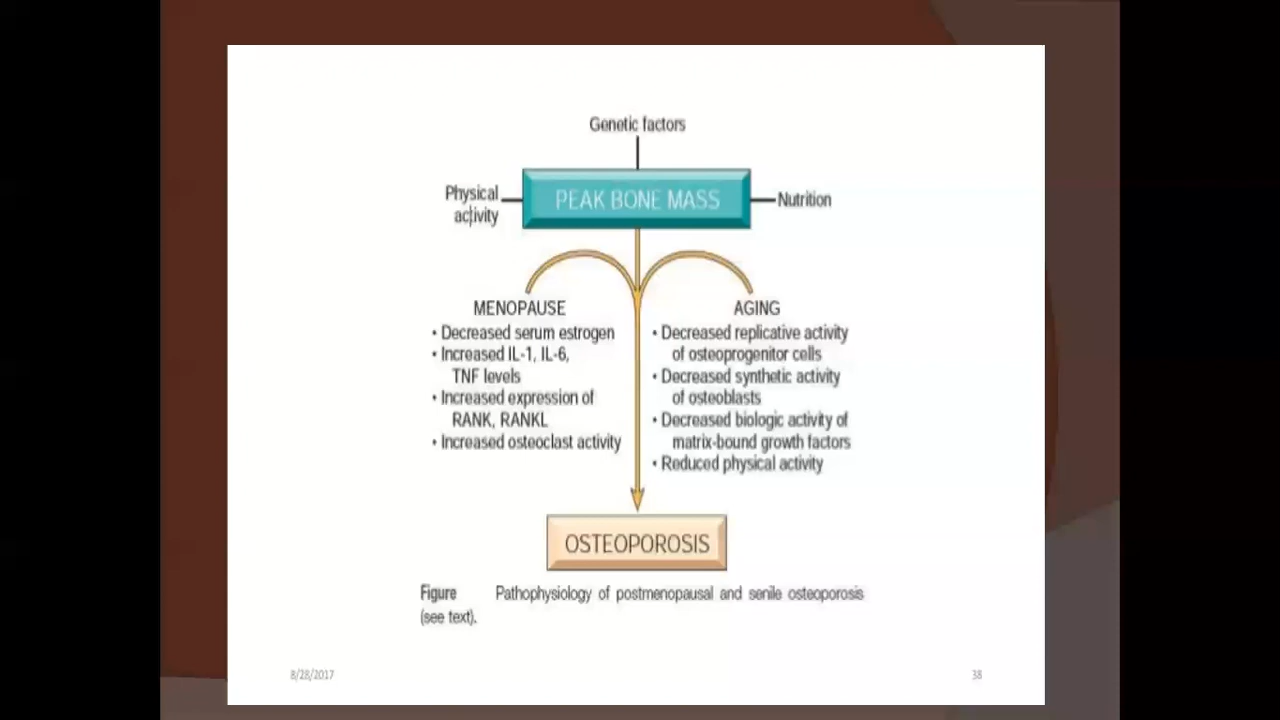 Genetic factors
Physical
activity
PEAK BONE MASS
Nutrition
MENOPAUSE
• Decreased serum estrogen
• Increased IL-1, IL-6,
TNF levels
• Increased expression of
RANK, RANKL
• Increased osteoclast activity
AGING
• Decreased replicative activity
of osteoprogenitor cells
• Decreased synthetic activity
of osteoblasts
• Decreased biologic activity of
matrix-bound growth factors
• Reduced physical activity
OSTEOPOROSIS
Figure Pathophysiology of postmenopausal and senile osteoporosis
(see text).
8/28/2017
38